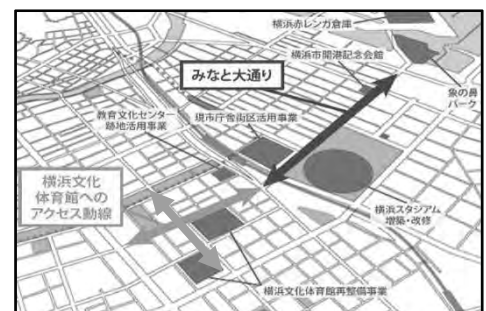 横浜赤レンガ倉庫
横浜市開港記念会館
みなと大通り
象の鼻
パーク
教育文化センター
跡地活用事業
現市庁舎街区活用事業
横浜文化
体育館への
アクセス動線
横浜スタジアム
増築・改修
横浜文化体育館再整備事業